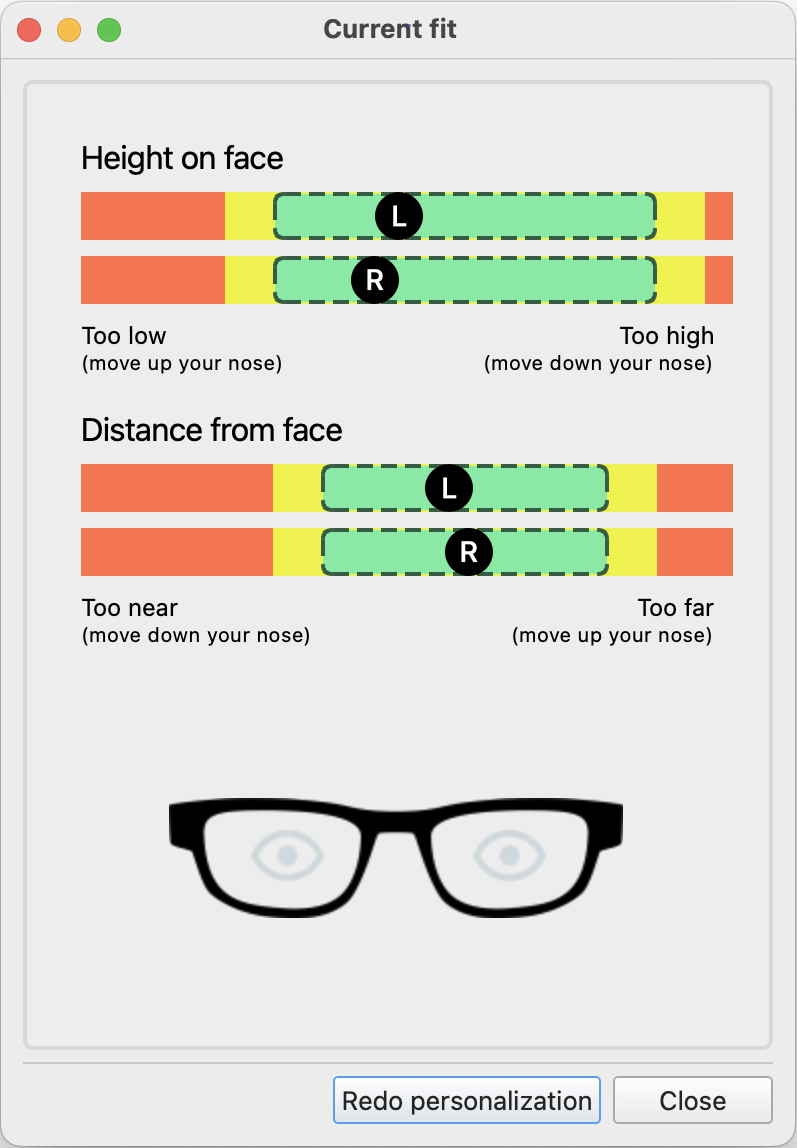 Current fit
Height on face
L
R
Too low
Too high
(move up your nose)
(move down your nose)
Distance from face
L
R
Too near
Too far
(move down your nose)
(move up your nose)
Redo personalization
Close